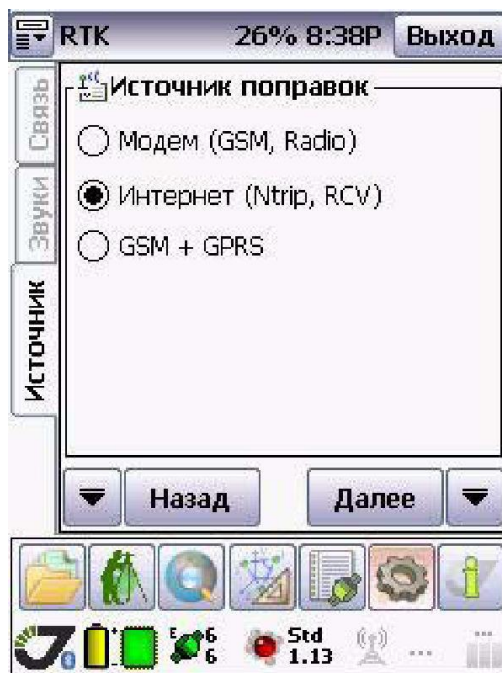 RTK 26% 8:38P Выход
Источник поправок
Модем (GSM, Radio)
Интернет (Ntrip, RCV)
GSM + GPRS
Связь
Звуки
Источник
Назад Далее
E 6
6
Std
1.13
...